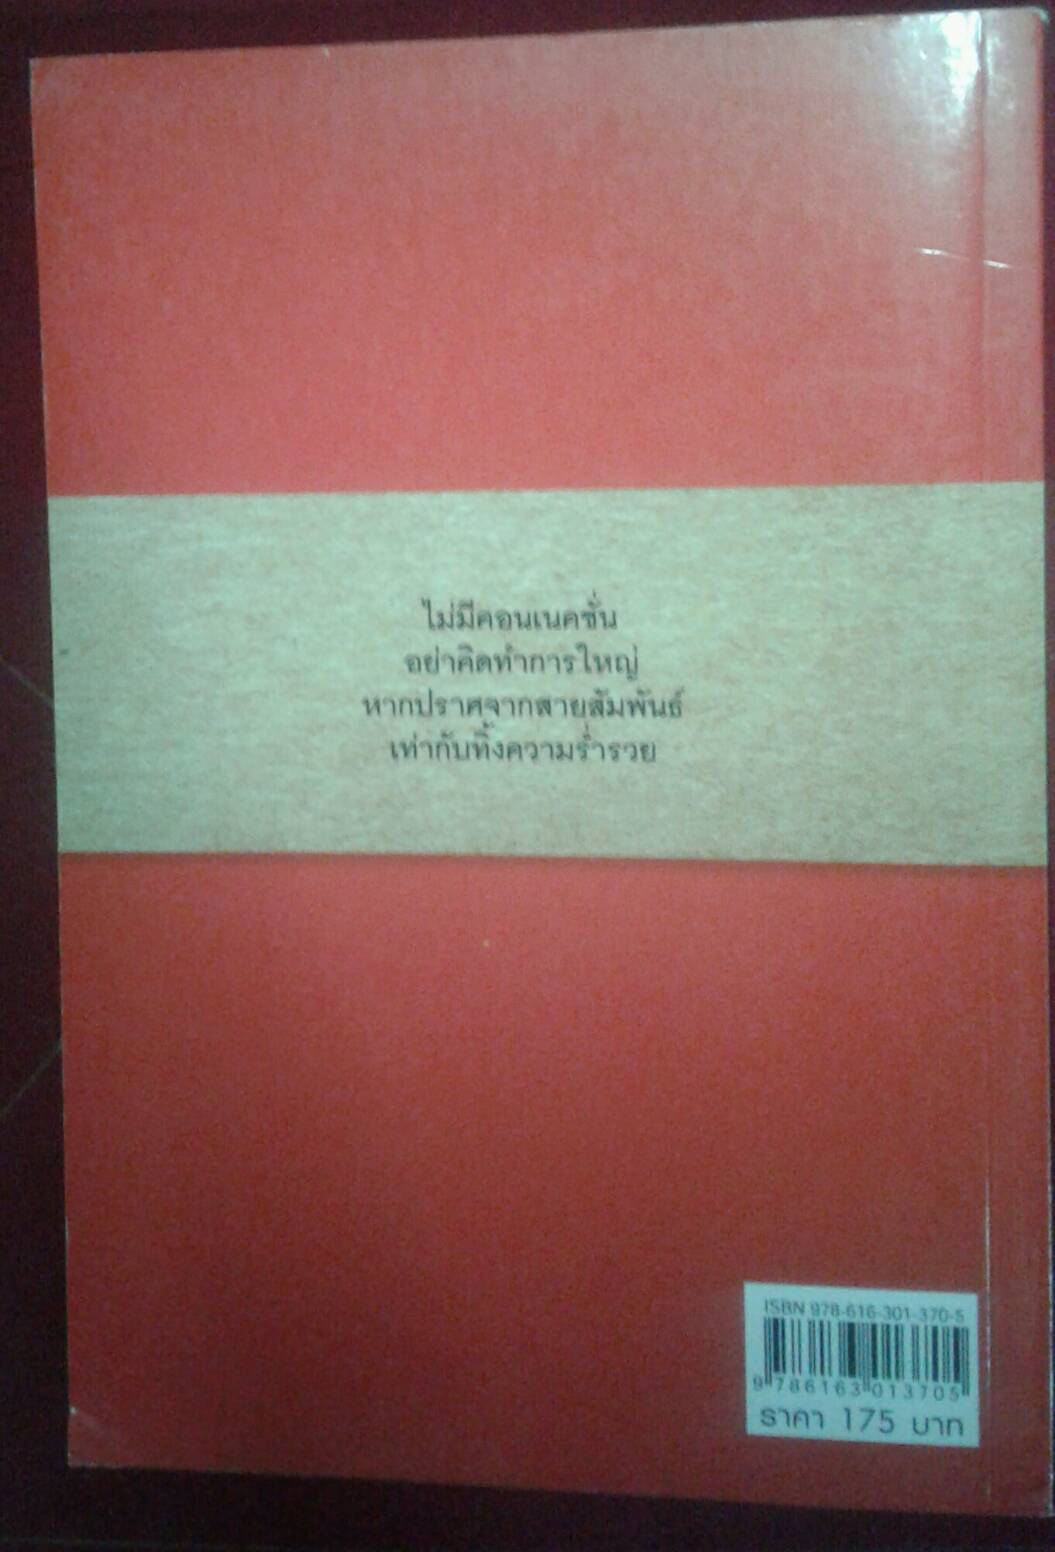 ไม่มีคอนเนคชั่น
อย่าคิดทำการใหญ่
หากปราศจากสายสัมพันธ์
เท่ากับทิ้งความร่ำรวย
ISBN 978-616-301-370-5
9 786163 013705
ราคา 175 บาท